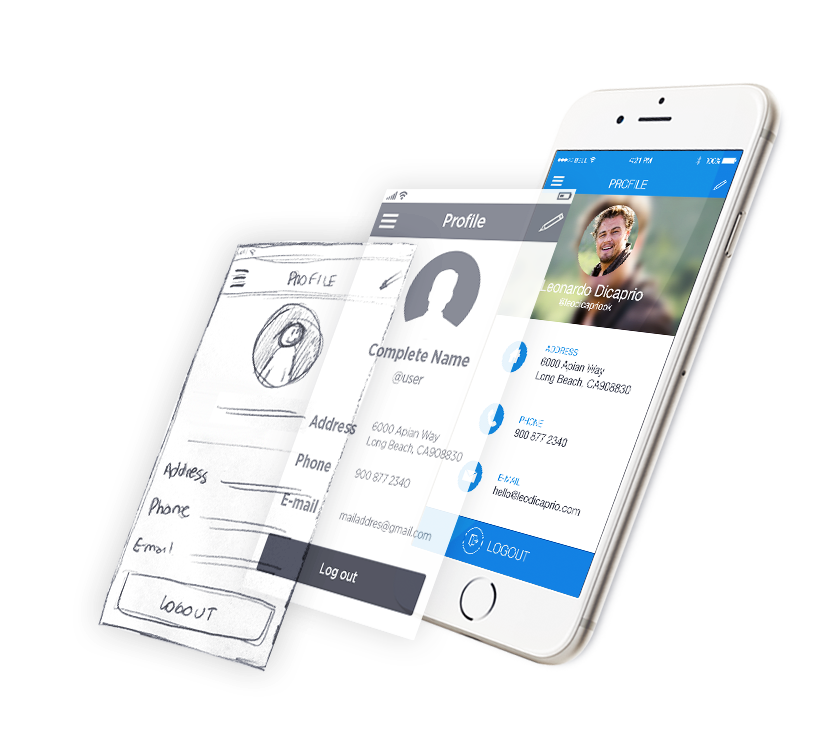 PROFILE
Address
Phone
E-mail
LOGOUT
Profile
Complete Name
@user
Address
6000 Apian Way
Long Beach, CA908830
Phone
900 877 2340
E-mail
mailaddres@gmail.com
Log out
BELL
4:21 PM
100%
PROFILE
Leonardo Dicaprio
ADDRESS
6000 Apian Way
Long Beach, CA908830
PHONE
900 877 2340
E-MAIL
hello@leodicaprio.com
LOGOUT